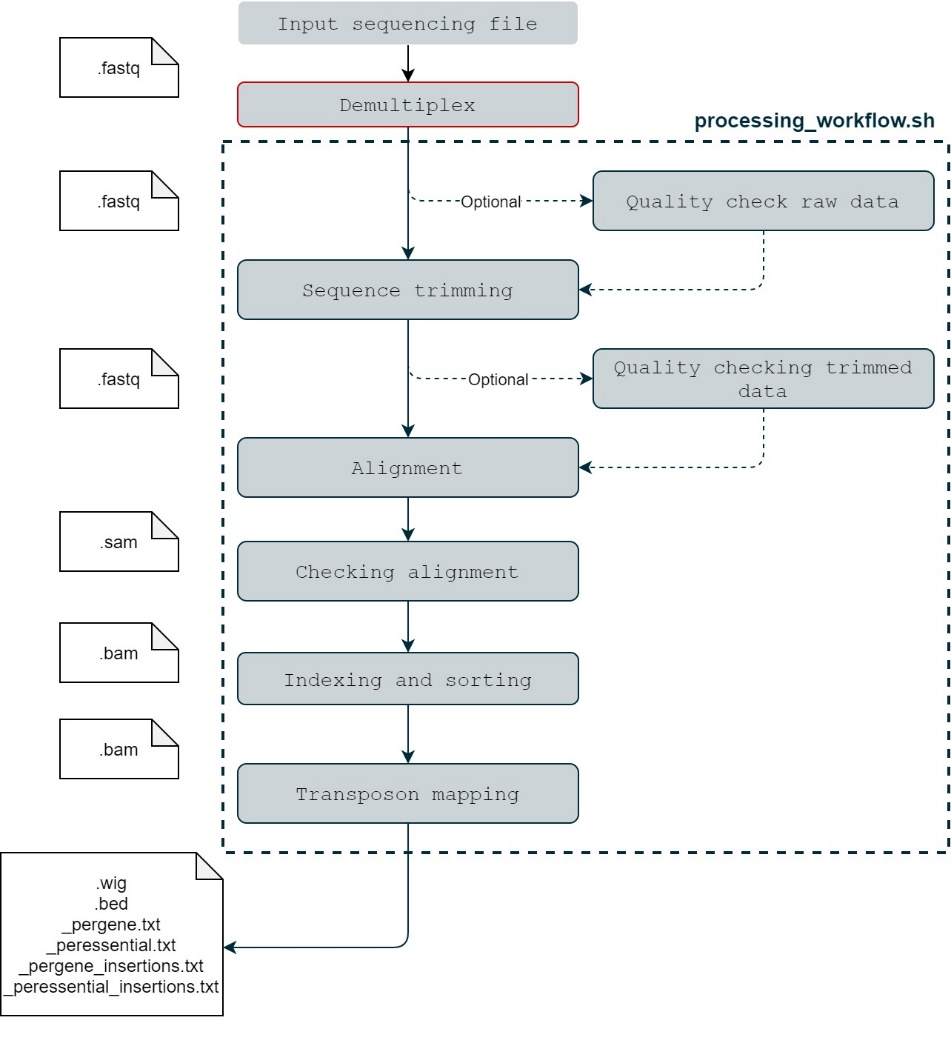 Input sequencing file
.fastq
Demultiplex
processing_workflow.sh
.fastq
Optional
Quality check raw data
Sequence trimming
.fastq
Optional
Quality checking trimmed
data
Alignment
.sam
Checking alignment
.bam
Indexing and sorting
.bam
Transposon mapping
.wig
.bed
_pergene.txt
_peressential.txt
_pergene_insertions.txt
_peressential_insertions.txt